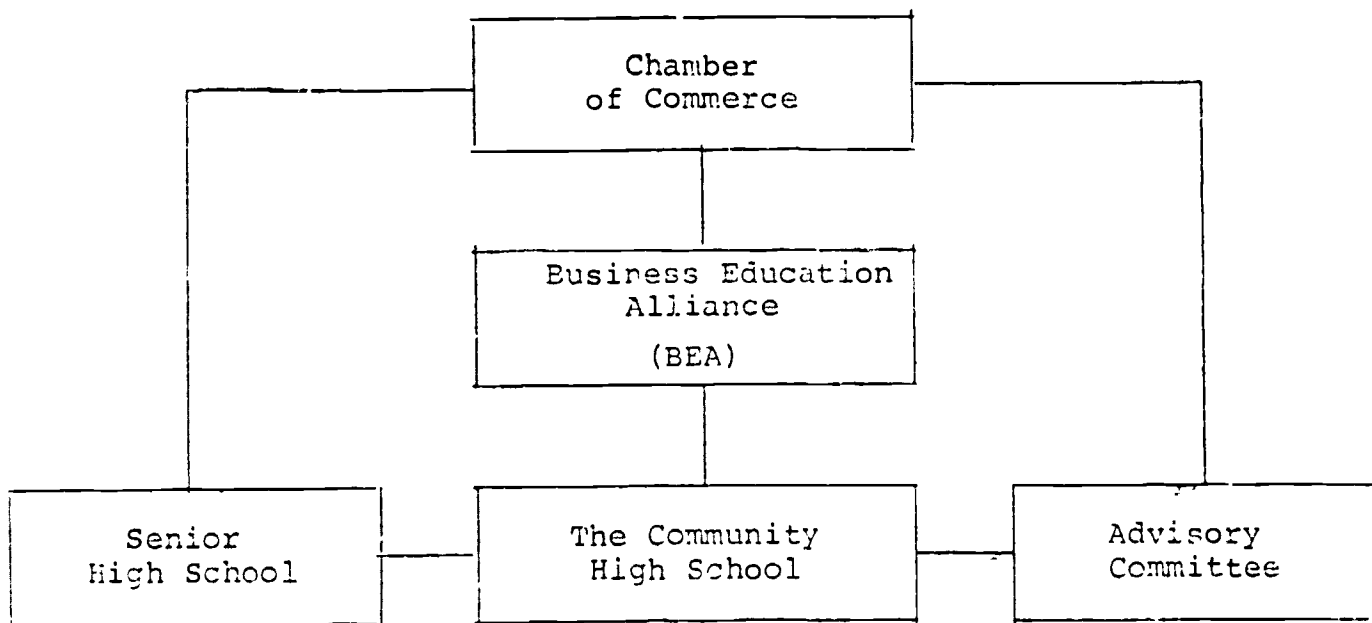 Chamber
of Commerce
Business Education
Alliance
(BEA)
Senior
High School
The Community
High School
Advisory
Committee